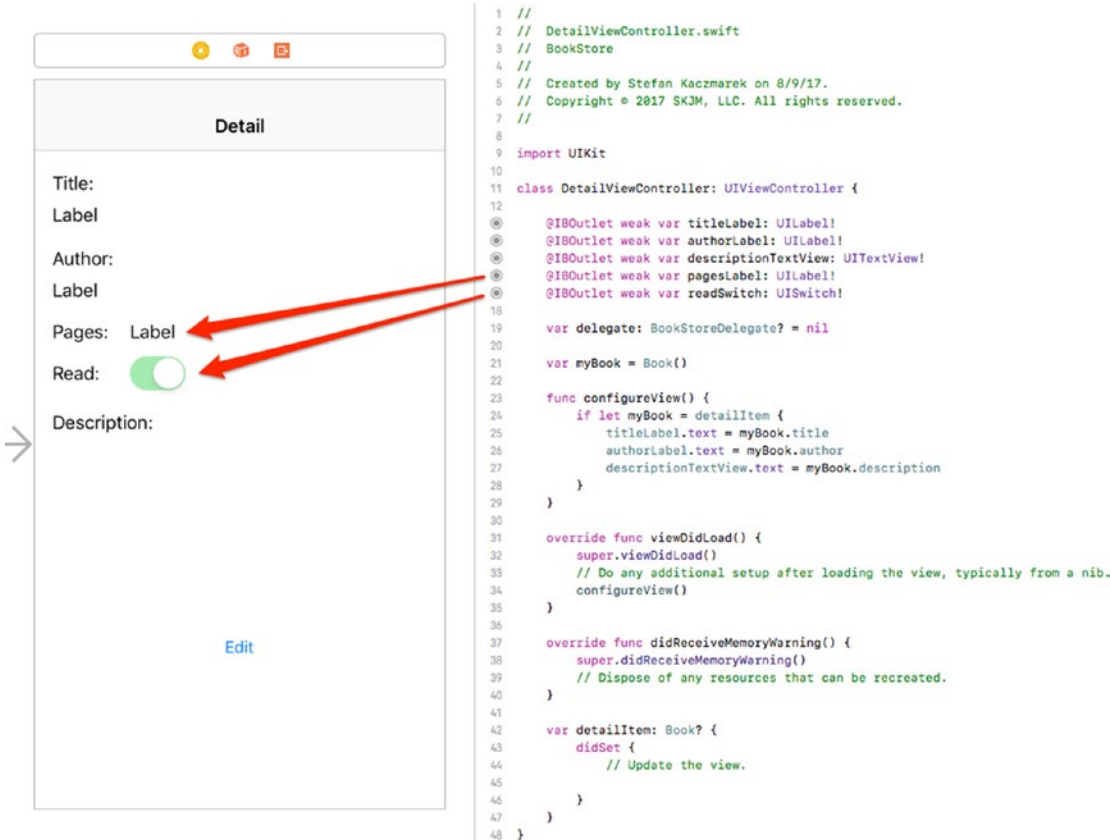 Detail
Title:
Label
Author:
Label
Pages: Label
Read:
Description:
Edit
1 //
2 //  DetailViewController.swift
3 //  BookStore
4 //
5 //  Created by Stefan Kaczmarek on 8/9/17.
6 //  Copyright © 2017 SKJM, LLC. All rights reserved.
7 //
8
9 import UIKit
10
11 class DetailViewController: UIViewController {
12
    @IBOutlet weak var titleLabel: UILabel!
    @IBOutlet weak var authorLabel: UILabel!
    @IBOutlet weak var descriptionTextView: UITextView!
    @IBOutlet weak var pagesLabel: UILabel!
    @IBOutlet weak var readSwitch: UISwitch!
18
19     var delegate: BookStoreDelegate? = nil
20
21     var myBook = Book()
22
23     func configureView() {
24         if let myBook = detailItem {
25             titleLabel.text = myBook.title
26             authorLabel.text = myBook.author
27             descriptionTextView.text = myBook.description
28         }
29     }
30
31     override func viewDidLoad() {
32         super.viewDidLoad()
33         // Do any additional setup after loading the view, typically from a nib.
34         configureView()
35     }
36
37     override func didReceiveMemoryWarning() {
38         super.didReceiveMemoryWarning()
39         // Dispose of any resources that can be recreated.
40     }
41
42     var detailItem: Book? {
43         didSet {
44             // Update the view.
45
46         }
47     }
48 }